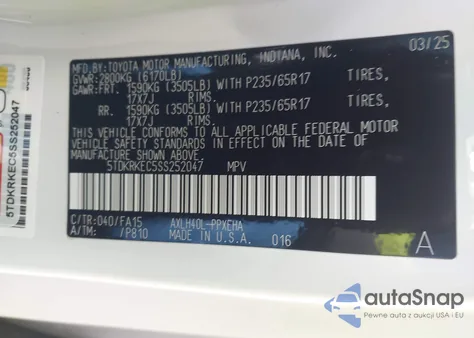 MFD.BY:TOYOTA MOTOR MANUFACTURING, INDIANA, INC. 03/25
GVWR:2800KG (6170LB)
GAWR:FRT. 1590KG (3505LB) WITH P235/65R17 TIRES,
17X7J RIMS.
RR. 1590KG (3505LB) WITH P235/65R17 TIRES,
17X7J RIMS.
THIS VEHICLE CONFORMS TO ALL APPLICABLE FEDERAL MOTOR
VEHICLE SAFETY STANDARDS IN EFFECT ON THE DATE OF
MANUFACTURE SHOWN ABOVE.
5TDKRKEC5SS252047 MPV
C/TR:040/FA15 AXLH40L-PPXEHA
A/TM: /P810 MADE IN U.S.A. 016 A
5TDKRKEC5SS252047
autoSnap
Pewne auta z aukcji USA i EU